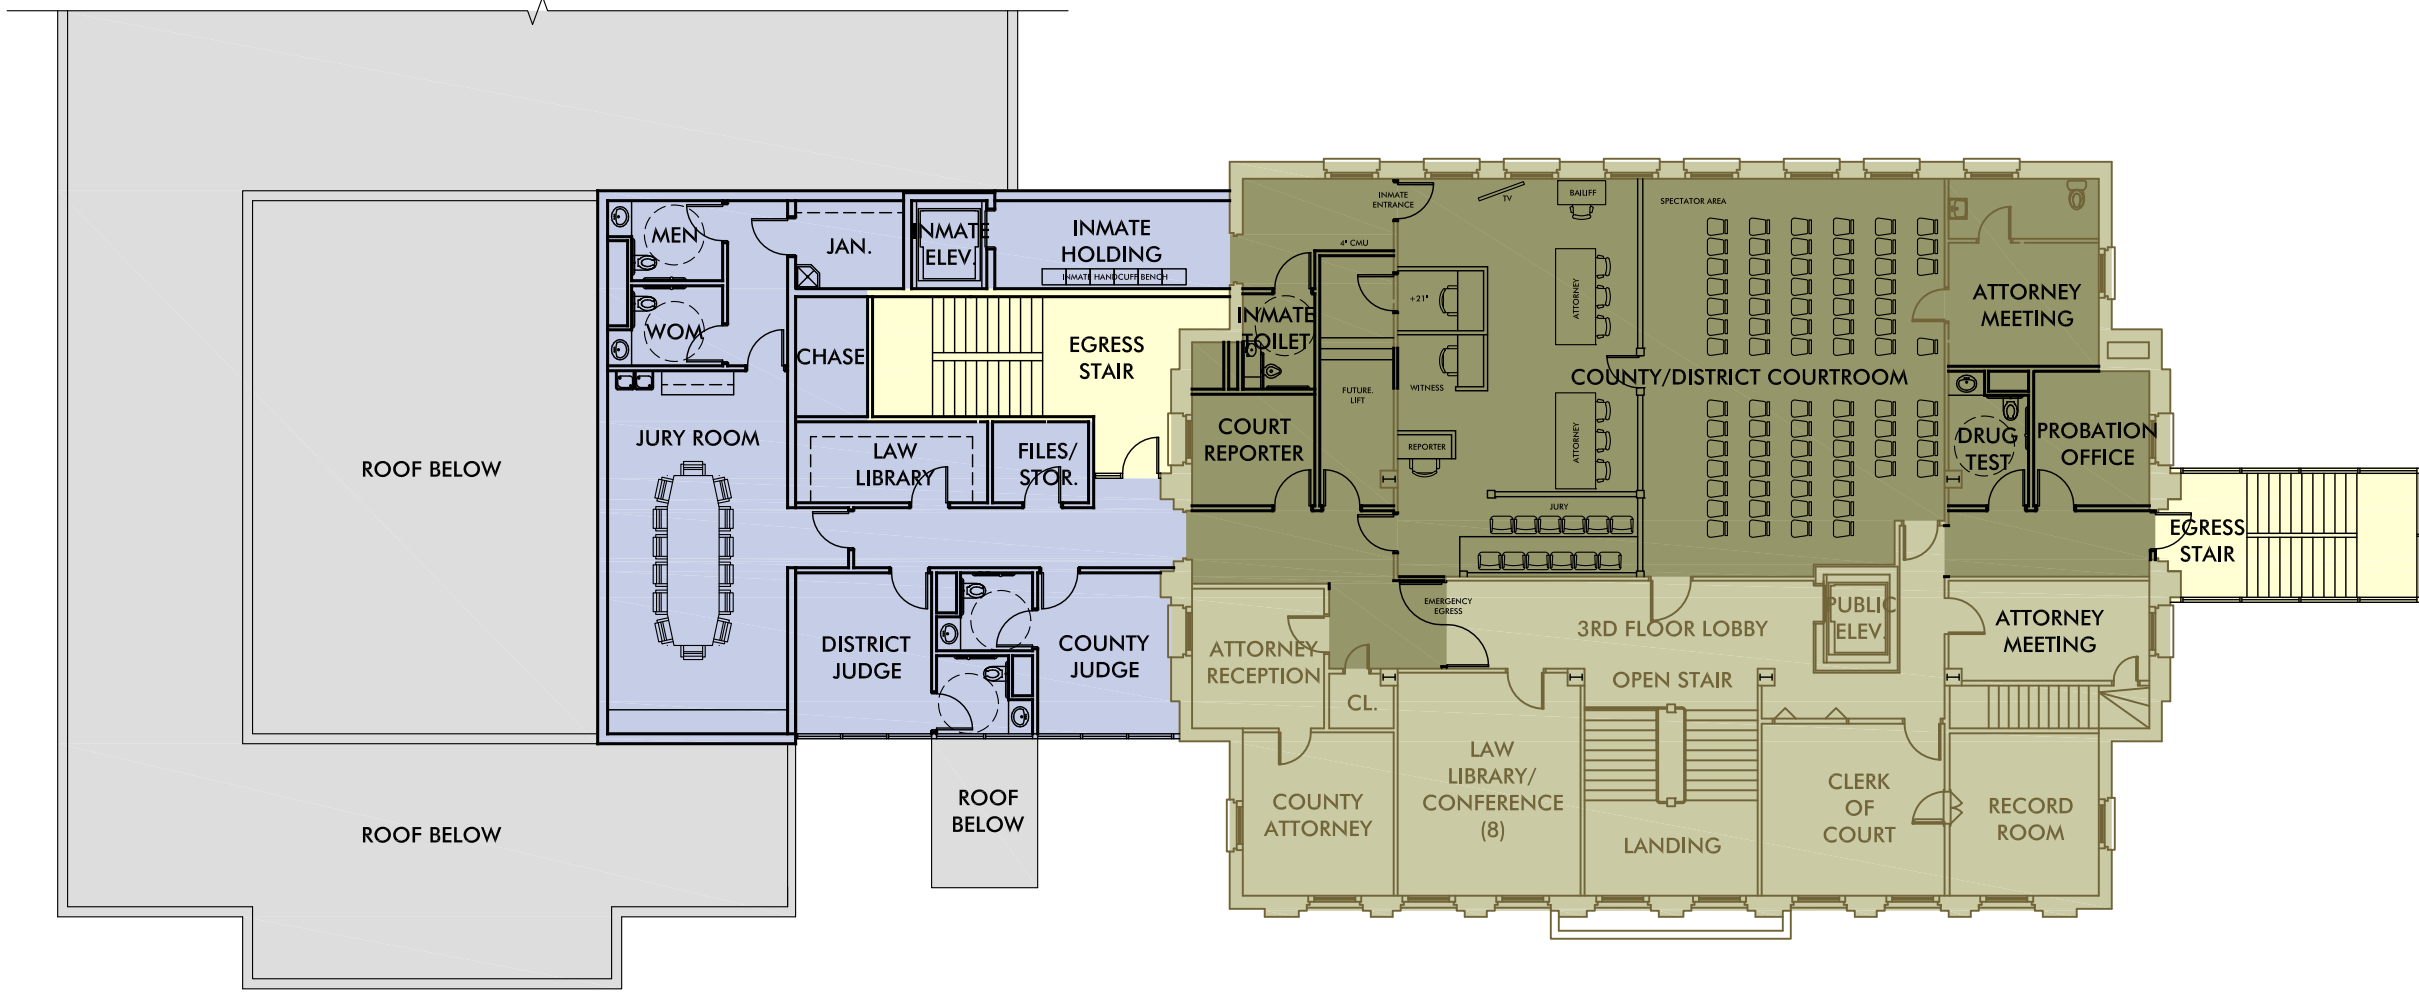 MEN
JAN.
INMAT
ELEV.
INMATE
HOLDING
INMATE HANDCUFF BENCH
WOM
CHASE
EGRESS
STAIR
JURY ROOM
LAW
LIBRARY
FILES/
STOR.
DISTRICT
JUDGE
COUNTY
JUDGE
ROOF BELOW
ROOF BELOW
ROOF
BELOW
INMATE
ENTRANCE
4" CMU
INMATE
TOILET
COURT
REPORTER
FUTURE.
LIFT
+21"
WITNESS
REPORTER
TV
BAILIFF
ATTORNEY
ATTORNEY
JURY
SPECTATOR AREA
COUNTY/DISTRICT COURTROOM
ATTORNEY
MEETING
DRUG
TEST
PROBATION
OFFICE
EGRESS
STAIR
EMERGENCY
EGRESS
ATTORNEY
RECEPTION
CL.
3RD FLOOR LOBBY
OPEN STAIR
PUBLIC
ELEV.
ATTORNEY
MEETING
COUNTY
ATTORNEY
LAW
LIBRARY/
CONFERENCE
(8)
LANDING
CLERK
OF
COURT
RECORD
ROOM